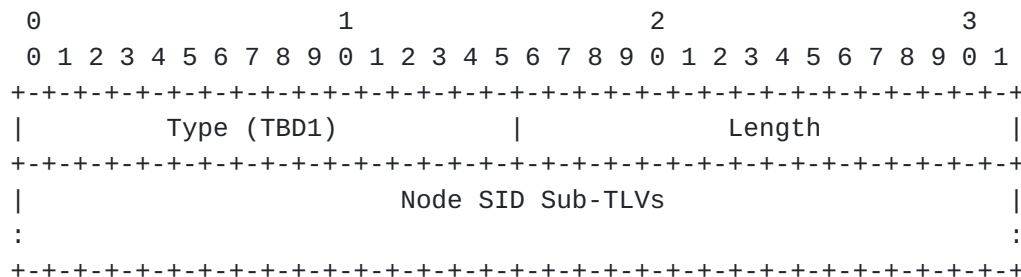 0                   1                   2                   3
 0 1 2 3 4 5 6 7 8 9 0 1 2 3 4 5 6 7 8 9 0 1 2 3 4 5 6 7 8 9 0 1
+-+-+-+-+-+-+-+-+-+-+-+-+-+-+-+-+-+-+-+-+-+-+-+-+-+-+-+-+-+-+-+-+
|         Type (TBD1)           |             Length            |
+-+-+-+-+-+-+-+-+-+-+-+-+-+-+-+-+-+-+-+-+-+-+-+-+-+-+-+-+-+-+-+-+
|                        Node SID Sub-TLVs                      |
:                                                               :
+-+-+-+-+-+-+-+-+-+-+-+-+-+-+-+-+-+-+-+-+-+-+-+-+-+-+-+-+-+-+-+-+